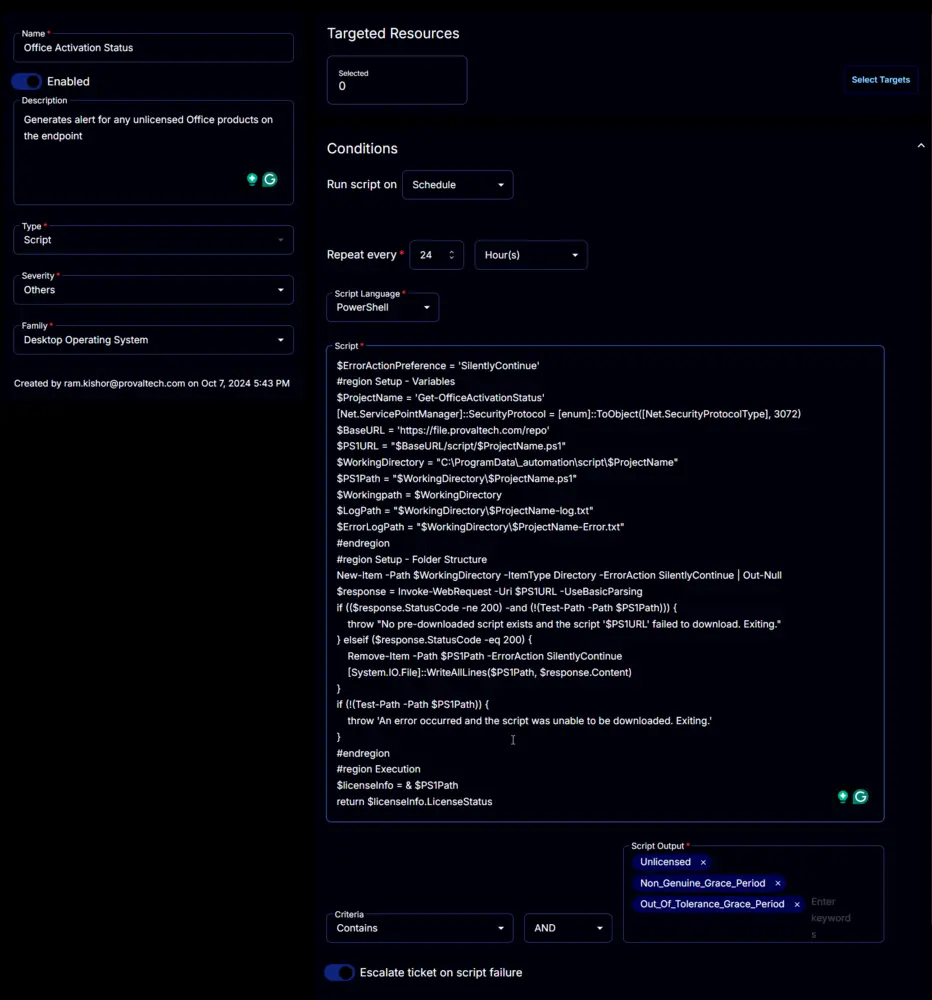 Name *
Office Activation Status
Enabled
Description
Generates alert for any unlicensed Office products on
the endpoint
Type *
Script
Severity *
Others
Family *
Desktop Operating System
Created by ram.kishor@provaltech.com on Oct 7, 2024 5:43 PM
Targeted Resources
Selected
0
Select Targets
Conditions
Run script on
Schedule
Repeat every *
24
Hour(s)
Script Language *
PowerShell
Script *
$ErrorActionPreference = 'SilentlyContinue'
#region Setup - Variables
$ProjectName = 'Get-OfficeActivationStatus'
[Net.ServicePointManager]::SecurityProtocol = [enum]::ToObject([Net.SecurityProtocolType], 3072)
$BaseURL = 'https://file.provaltech.com/repo'
$PS1URL = "$BaseURL/script/$ProjectName.ps1"
$WorkingDirectory = "C:\ProgramData\_automation\script\$ProjectName"
$PS1Path = "$WorkingDirectory\$ProjectName.ps1"
$Workingpath = $WorkingDirectory
$LogPath = "$WorkingDirectory\$ProjectName-log.txt"
$ErrorLogPath = "$WorkingDirectory\$ProjectName-Error.txt"
#endregion
#region Setup - Folder Structure
New-Item -Path $WorkingDirectory -ItemType Directory -ErrorAction SilentlyContinue | Out-Null
$response = Invoke-WebRequest -Uri $PS1URL -UseBasicParsing
if (($response.StatusCode -ne 200) -and (!(Test-Path -Path $PS1Path))) {
    throw "No pre-downloaded script exists and the script '$PS1URL' failed to download. Exiting."
} elseif ($response.StatusCode -eq 200) {
    Remove-Item -Path $PS1Path -ErrorAction SilentlyContinue
    [System.IO.File]::WriteAllLines($PS1Path, $response.Content)
}
if (!(Test-Path -Path $PS1Path)) {
    throw 'An error occurred and the script was unable to be downloaded. Exiting.'
}
#endregion
#region Execution
$licenseInfo = & $PS1Path
return $licenseInfo.LicenseStatus
Criteria
Contains
AND
Script Output *
Unlicensed ×
Non_Genuine_Grace_Period ×
Out_Of_Tolerance_Grace_Period ×
Enter
keyword
s
Escalate ticket on script failure